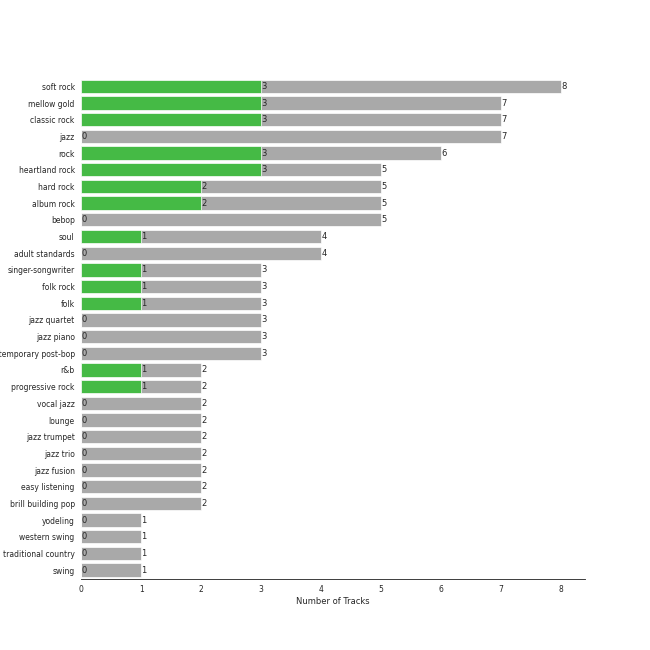 soft rock 3 8
mellow gold 3 7
classic rock 3 7
jazz 0 7
rock 3 6
heartland rock 3 5
hard rock 2 5
album rock 2 5
bebop 0 5
soul 1 4
adult standards 0 4
singer-songwriter 1 3
folk rock 1 3
folk 1 3
jazz quartet 0 3
jazz piano 0 3
temporary post-bop 0 3
r&b 1 2
progressive rock 1 2
vocal jazz 0 2
lounge 0 2
jazz trumpet 0 2
jazz trio 0 2
jazz fusion 0 2
easy listening 0 2
brill building pop 0 2
yodeling 0 1
western swing 0 1
traditional country 0 1
swing 0 1
0 1 2 3 4 5 6 7 8
Number of Tracks